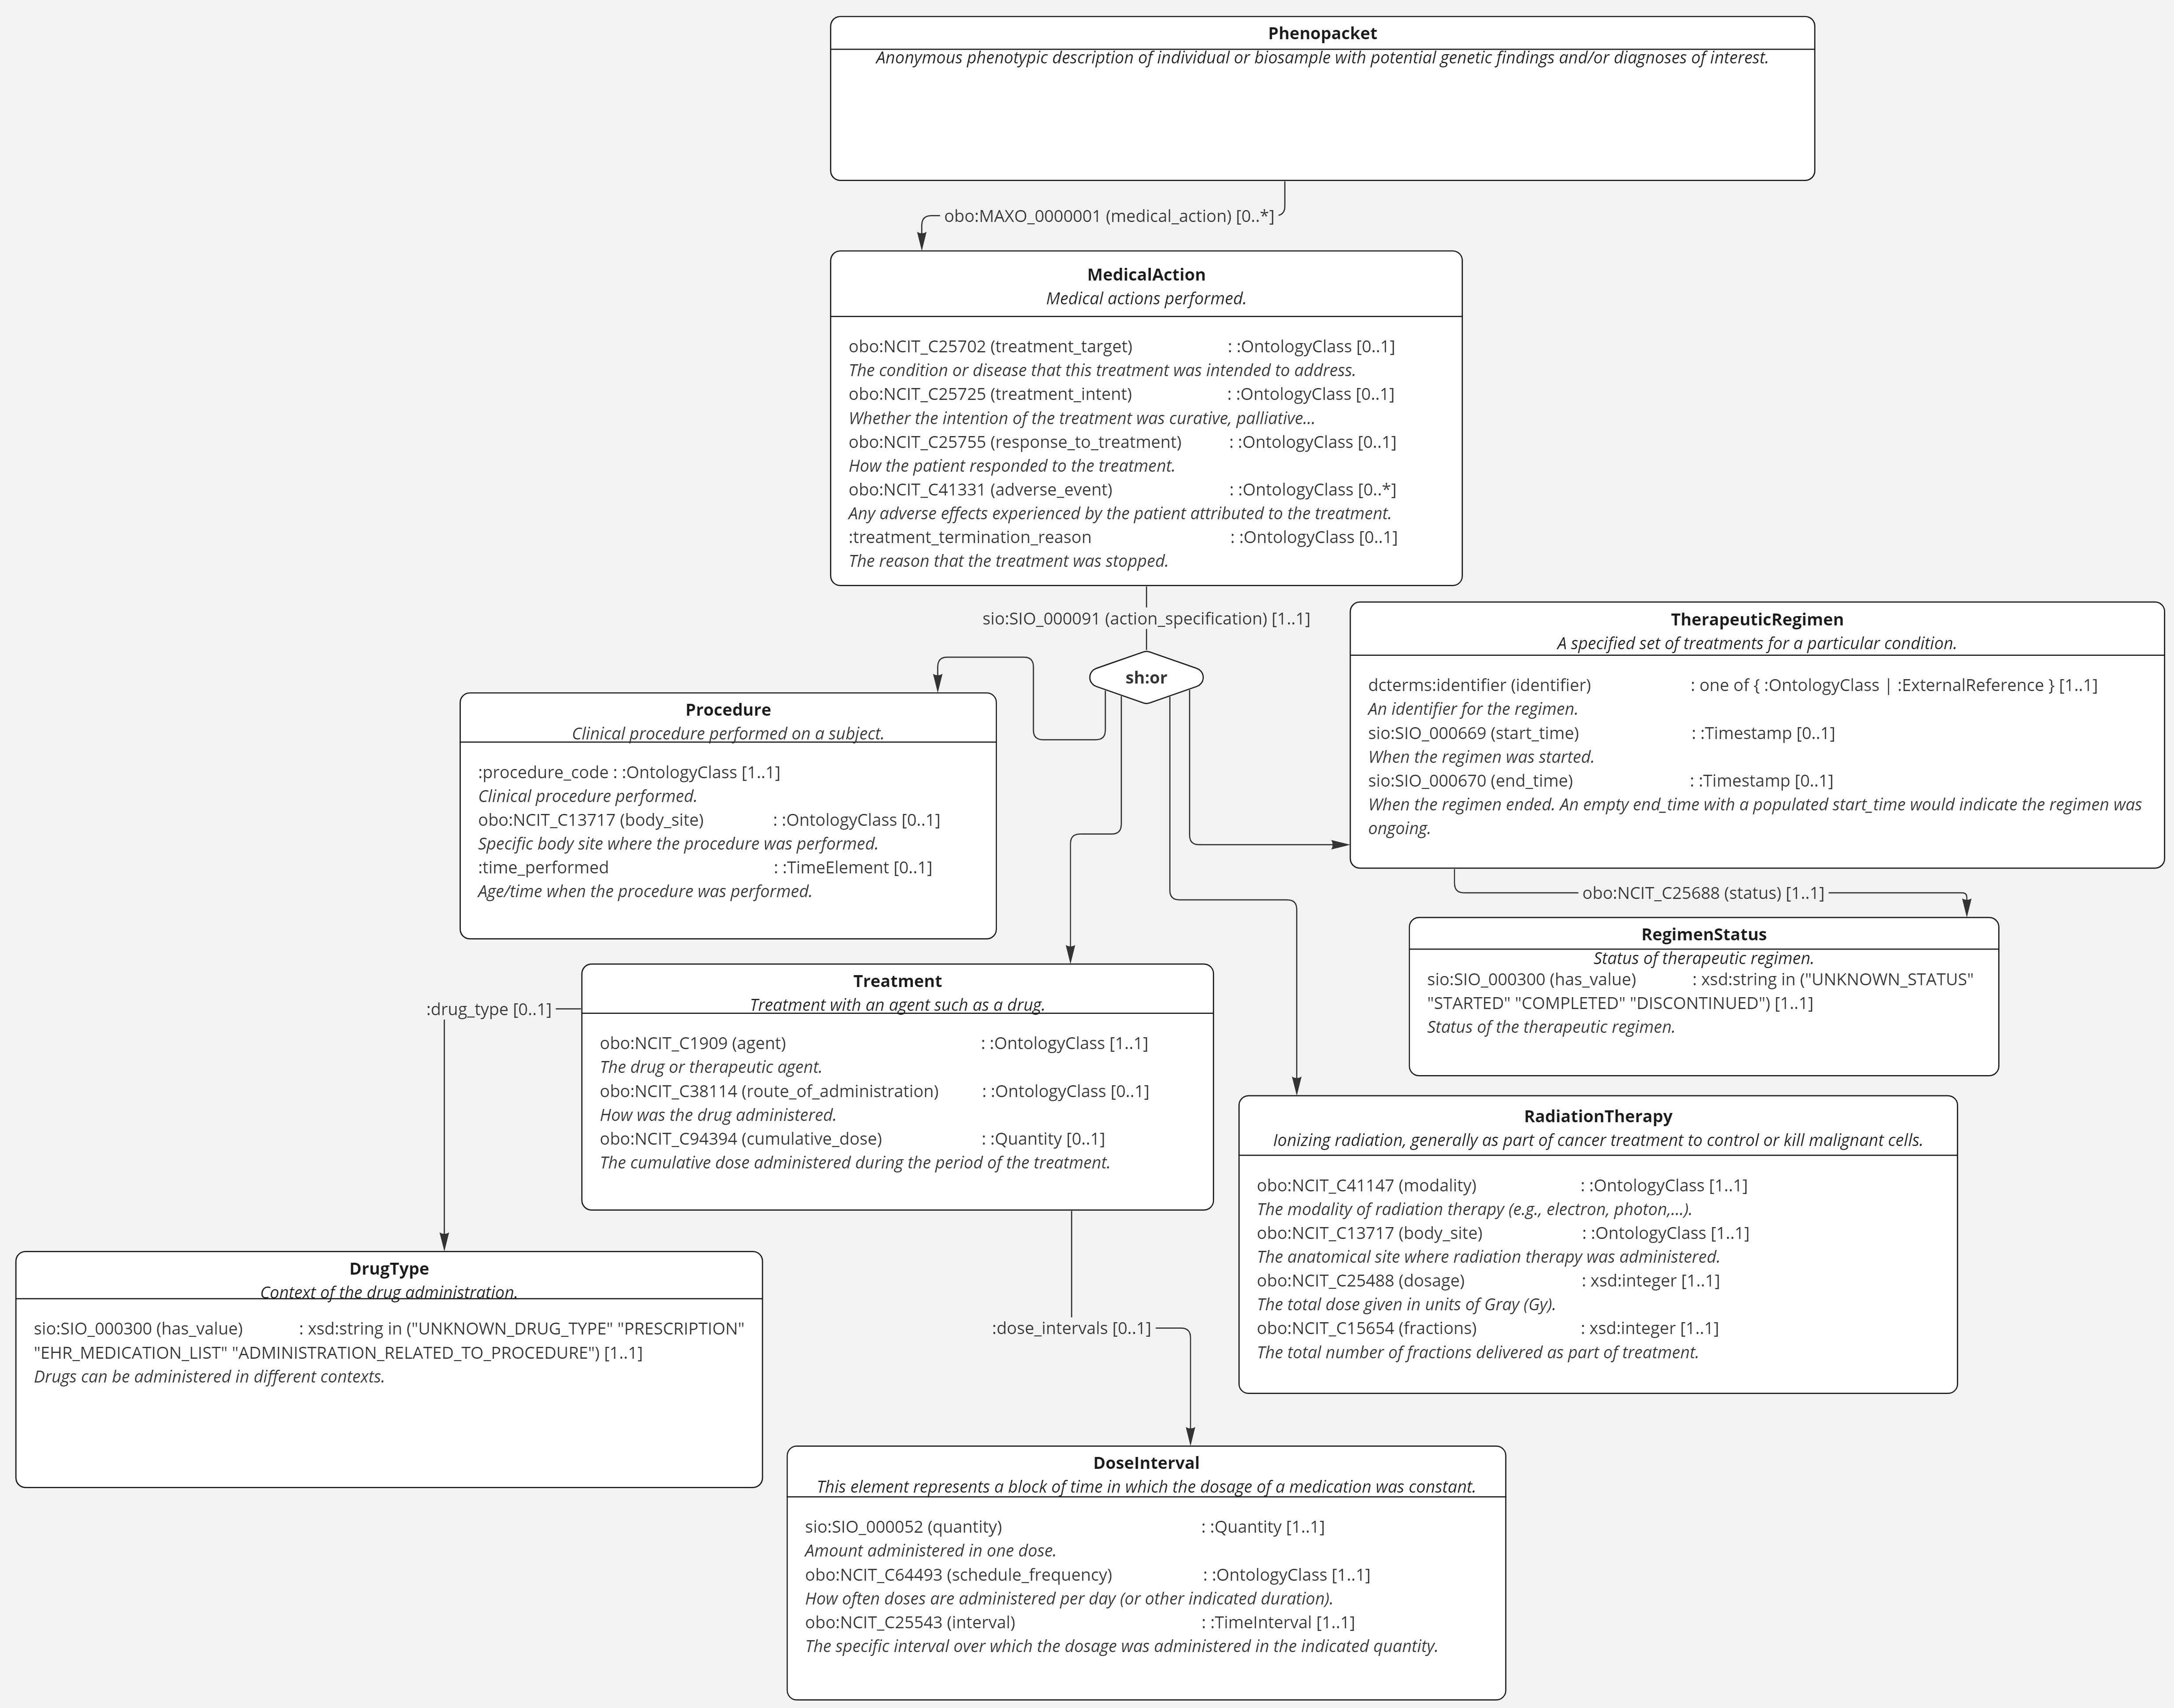 Phenopacket
Anonymous phenotypic description of individual or biosample with potential genetic findings and/or diagnoses of interest.
obo:MAXO_0000001 (medical_action) [0..*]
MedicalAction
Medical actions performed.
obo:NCIT_C25702 (treatment_target) : :OntologyClass [0..1]
The condition or disease that this treatment was intended to address.
obo:NCIT_C25725 (treatment_intent) : :OntologyClass [0..1]
Whether the intention of the treatment was curative, palliative...
obo:NCIT_C25755 (response_to_treatment) : :OntologyClass [0..1]
How the patient responded to the treatment.
obo:NCIT_C41331 (adverse_event) : :OntologyClass [0..*]
Any adverse effects experienced by the patient attributed to the treatment.
:treatment_termination_reason : :OntologyClass [0..1]
The reason that the treatment was stopped.
sio:SIO_000091 (action_specification) [1..1]
sh:or
TherapeuticRegimen
A specified set of treatments for a particular condition.
dcterms:identifier (identifier) : one of { :OntologyClass | :ExternalReference } [1..1]
An identifier for the regimen.
sio:SIO_000669 (start_time) : :Timestamp [0..1]
When the regimen was started.
sio:SIO_000670 (end_time) : :Timestamp [0..1]
When the regimen ended. An empty end_time with a populated start_time would indicate the regimen was
ongoing.
Procedure
Clinical procedure performed on a subject.
:procedure_code : :OntologyClass [1..1]
Clinical procedure performed.
obo:NCIT_C13717 (body_site) : :OntologyClass [0..1]
Specific body site where the procedure was performed.
:time_performed : :TimeElement [0..1]
Age/time when the procedure was performed.
obo:NCIT_C25688 (status) [1..1]
RegimenStatus
Status of therapeutic regimen.
sio:SIO_000300 (has_value) : xsd:string in ("UNKNOWN_STATUS"
"STARTED" "COMPLETED" "DISCONTINUED") [1..1]
Status of the therapeutic regimen.
Treatment
Treatment with an agent such as a drug.
obo:NCIT_C1909 (agent) : :OntologyClass [1..1]
The drug or therapeutic agent.
obo:NCIT_C38114 (route_of_administration) : :OntologyClass [0..1]
How was the drug administered.
obo:NCIT_C94394 (cumulative_dose) : :Quantity [0..1]
The cumulative dose administered during the period of the treatment.
:drug_type [0..1]
RadiationTherapy
Ionizing radiation, generally as part of cancer treatment to control or kill malignant cells.
obo:NCIT_C41147 (modality) : :OntologyClass [1..1]
The modality of radiation therapy (e.g., electron, photon,...).
obo:NCIT_C13717 (body_site) : :OntologyClass [1..1]
The anatomical site where radiation therapy was administered.
obo:NCIT_C25488 (dosage) : xsd:integer [1..1]
The total dose given in units of Gray (Gy).
obo:NCIT_C15654 (fractions) : xsd:integer [1..1]
The total number of fractions delivered as part of treatment.
DrugType
Context of the drug administration.
sio:SIO_000300 (has_value) : xsd:string in ("UNKNOWN_DRUG_TYPE" "PRESCRIPTION"
"EHR_MEDICATION_LIST" "ADMINISTRATION_RELATED_TO_PROCEDURE") [1..1]
Drugs can be administered in different contexts.
:dose_intervals [0..1]
DoseInterval
This element represents a block of time in which the dosage of a medication was constant.
sio:SIO_000052 (quantity) : :Quantity [1..1]
Amount administered in one dose.
obo:NCIT_C64493 (schedule_frequency) : :OntologyClass [1..1]
How often doses are administered per day (or other indicated duration).
obo:NCIT_C25543 (interval) : :TimeInterval [1..1]
The specific interval over which the dosage was administered in the indicated quantity.